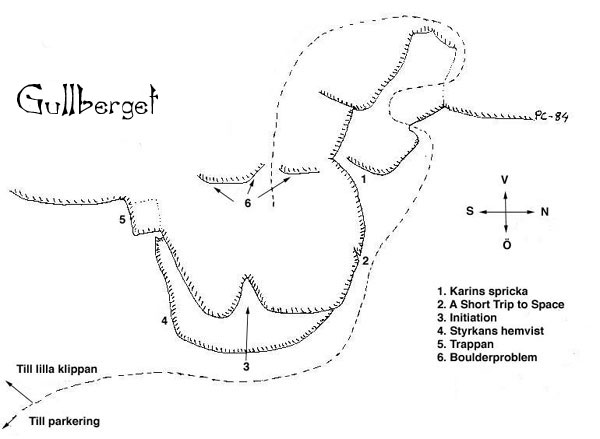 Gullberget
PC-84
1
6
5
2
4
3
V
S
N
Ö
1. Karins spricka
2. A Short Trip to Space
3. Initiation
4. Styrkans hemvist
5. Trappan
6. Boulderproblem
Till lilla klippan
Till parkering